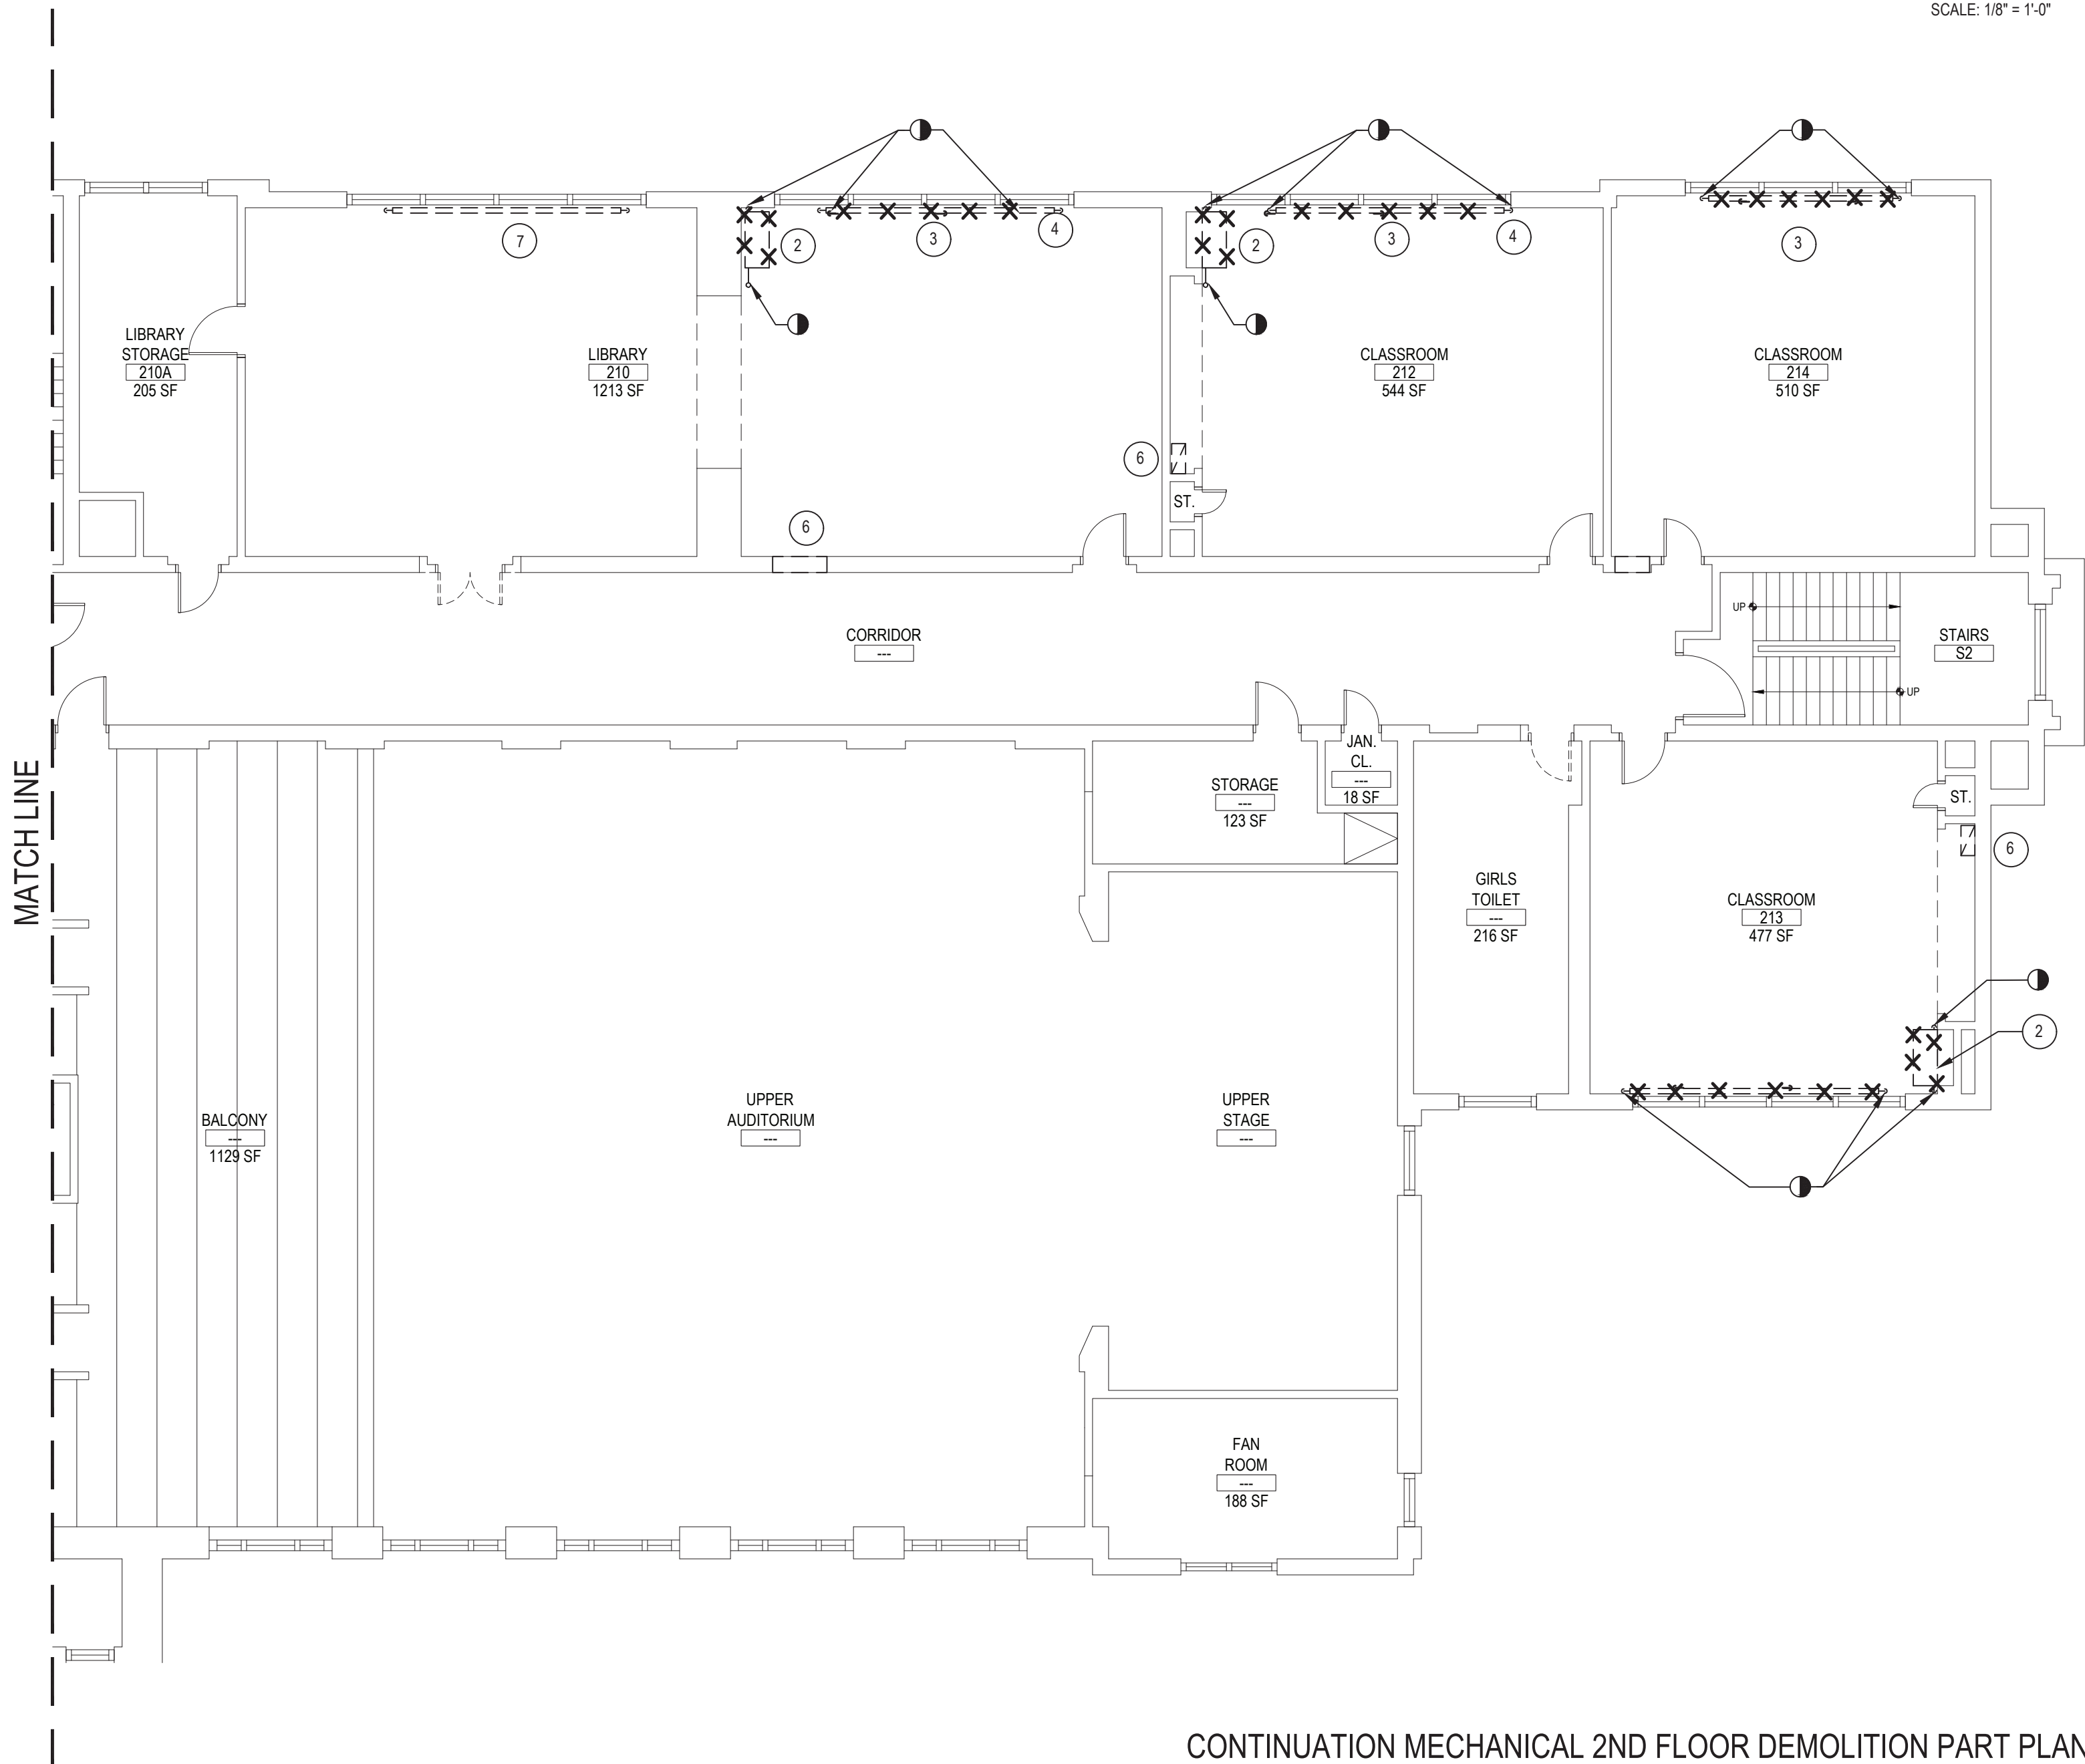 SCALE: 1/8" = 1'-0"
7
2
3
4
2
3
4
3
LIBRARY
STORAGE
210A
205 SF
LIBRARY
210
1213 SF
CLASSROOM
212
544 SF
CLASSROOM
214
510 SF
6
ST.
6
UP
CORRIDOR
---
STAIRS
S2
UP
JAN.
CL.
---
18 SF
STORAGE
---
123 SF
ST.
6
MATCH LINE
GIRLS
TOILET
---
216 SF
CLASSROOM
213
477 SF
2
BALCONY
---
1129 SF
UPPER
AUDITORIUM
---
UPPER
STAGE
---
FAN
ROOM
---
188 SF
CONTINUATION MECHANICAL 2ND FLOOR DEMOLITION PART PLAN